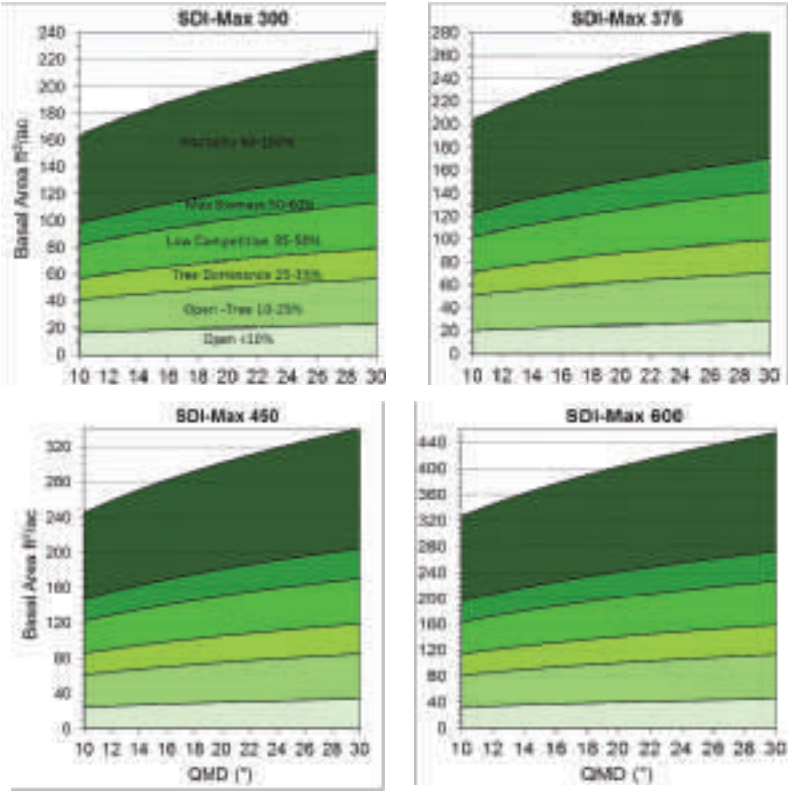 SDI-Max 300
240
220
200
180
160
140
120
100
80
60
40
20
0
Basal Area ft²/ac
Mortality 60-100%
Max Biomass 50-60%
Low Competitive 35-50%
Tree Dominance 25-35%
Open -Tree 10-25%
Open <10%
10 12 14 16 18 20 22 24 26 28 30
SDI-Max 375
280
260
240
220
200
180
160
140
120
100
80
60
40
20
0
10 12 14 16 18 20 22 24 26 28 30
SDI-Max 450
320
280
240
200
160
120
80
40
0
Basal Area ft²/ac
10 12 14 16 18 20 22 24 26 28 30
QMD (")
SDI-Max 600
440
400
360
320
280
240
200
160
120
80
40
0
10 12 14 16 18 20 22 24 26 28 30
QMD (")